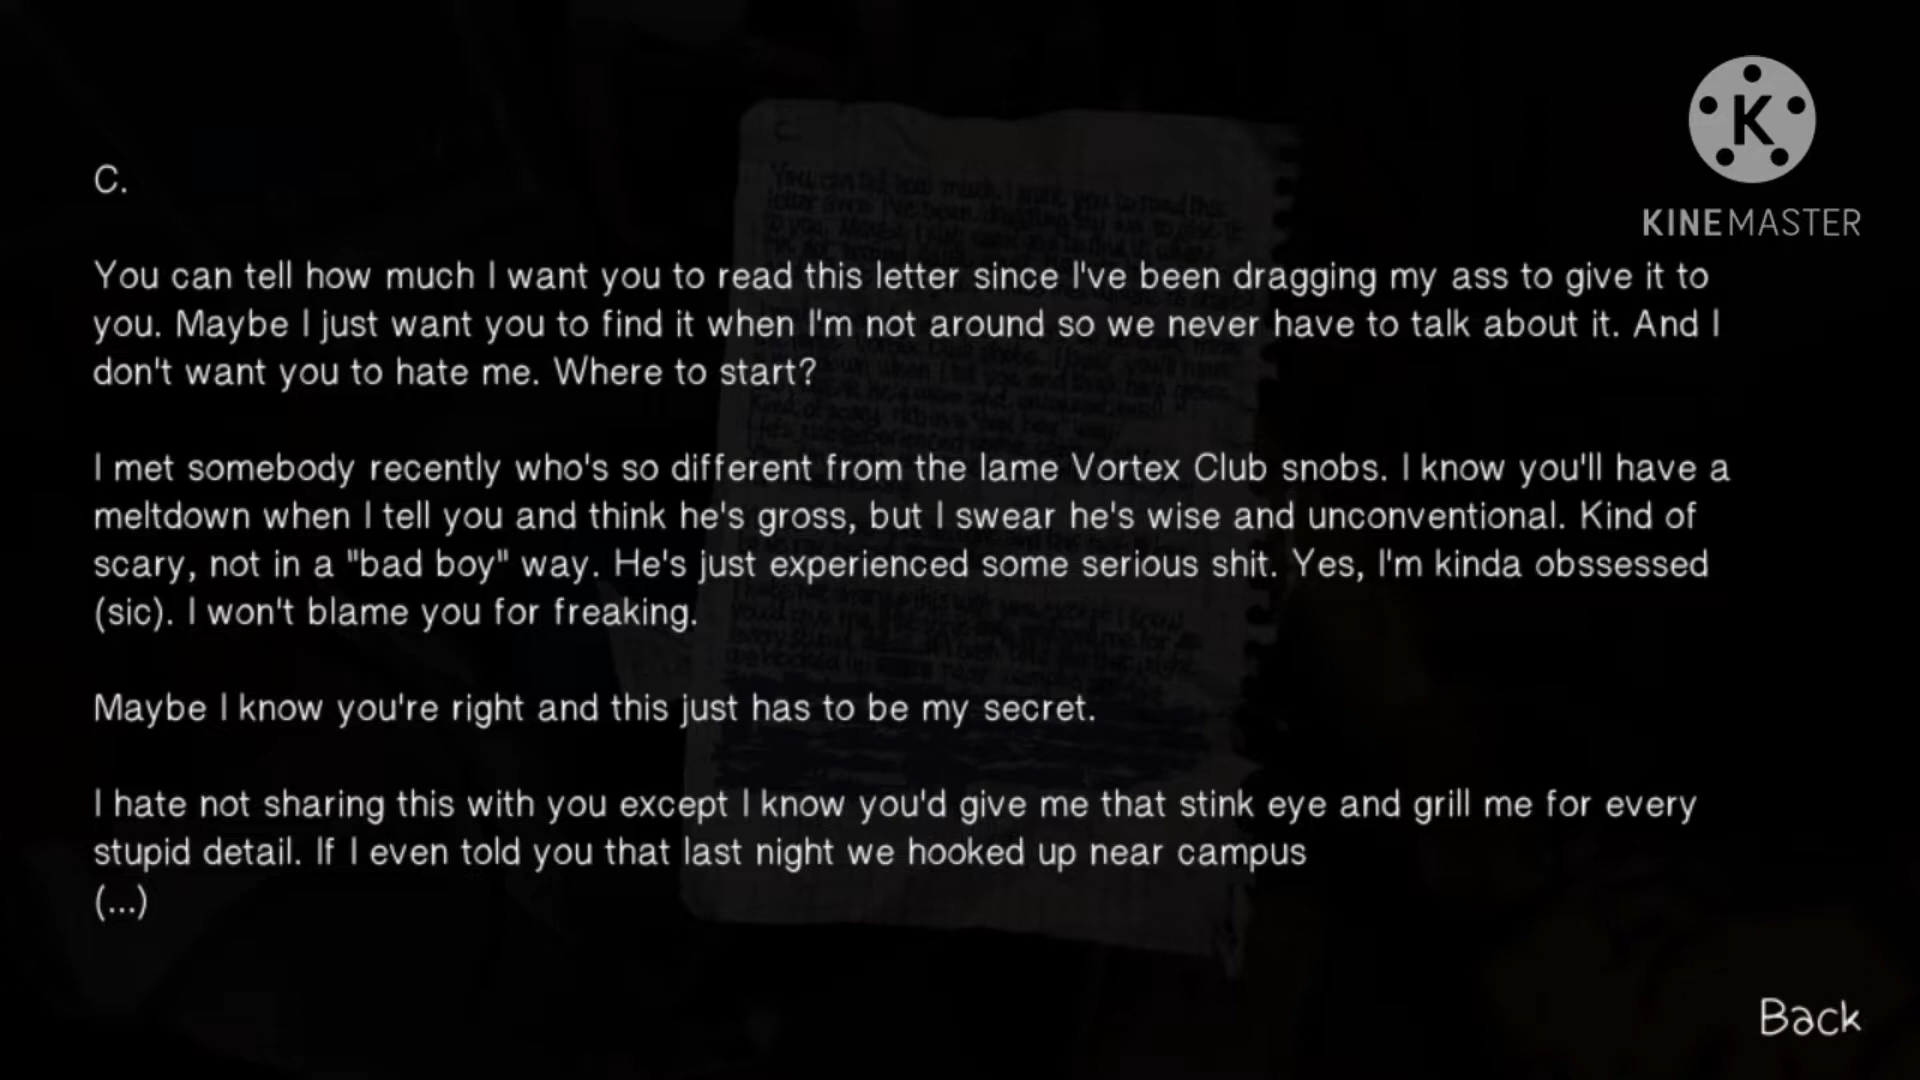 C.
KINEMASTER
You can tell how much I want you to read this letter since I've been dragging my ass to give it to
you. Maybe I just want you to find it when I'm not around so we never have to talk about it. And I
don't want you to hate me. Where to start?
I met somebody recently who's so different from the lame Vortex Club snobs. I know you'll have a
meltdown when I tell you and think he's gross, but I swear he's wise and unconventional. Kind of
scary, not in a "bad boy" way. He's just experienced some serious shit. Yes, I'm kinda obssessed
(sic). I won't blame you for freaking.
Maybe I know you're right and this just has to be my secret.
I hate not sharing this with you except I know you'd give me that stink eye and grill me for every
stupid detail. If I even told you that last night we hooked up near campus
(...)
Back